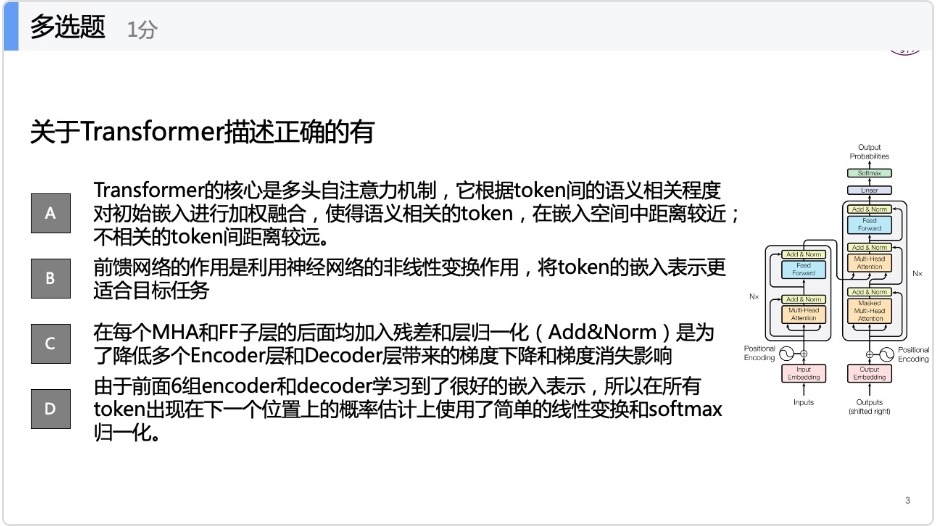 多选题 1分
关于Transformer描述正确的有
A
Transformer的核心是多头自注意力机制，它根据token间的语义相关程度
对初始嵌入进行加权融合，使得语义相关的token，在嵌入空间中距离较近；
不相关的token间距离较远。
B
前馈网络的作用是利用神经网络的非线性变换作用，将token的嵌入表示更
适合目标任务
C
在每个MHA和FF子层的后面均加入残差和层归一化（Add&Norm）是为
了降低多个Encoder层和Decoder层带来的梯度下降和梯度消失影响
D
由于前面6组encoder和decoder学习到了很好的嵌入表示，所以在所有
token出现在下一个位置上的概率估计上使用了简单的线性变换和softmax
归一化。
Output
Probabilities
Softmax
Linear
Add & Norm
Feed
Forward
Add & Norm
Multi-Head
Attention
Add & Norm
Masked
Multi-Head
Attention
Nx
Positional
Encoding
Output
Embedding
Outputs
(shifted right)
Add & Norm
Feed
Forward
Add & Norm
Multi-Head
Attention
Nx
Positional
Encoding
Input
Embedding
Inputs
3